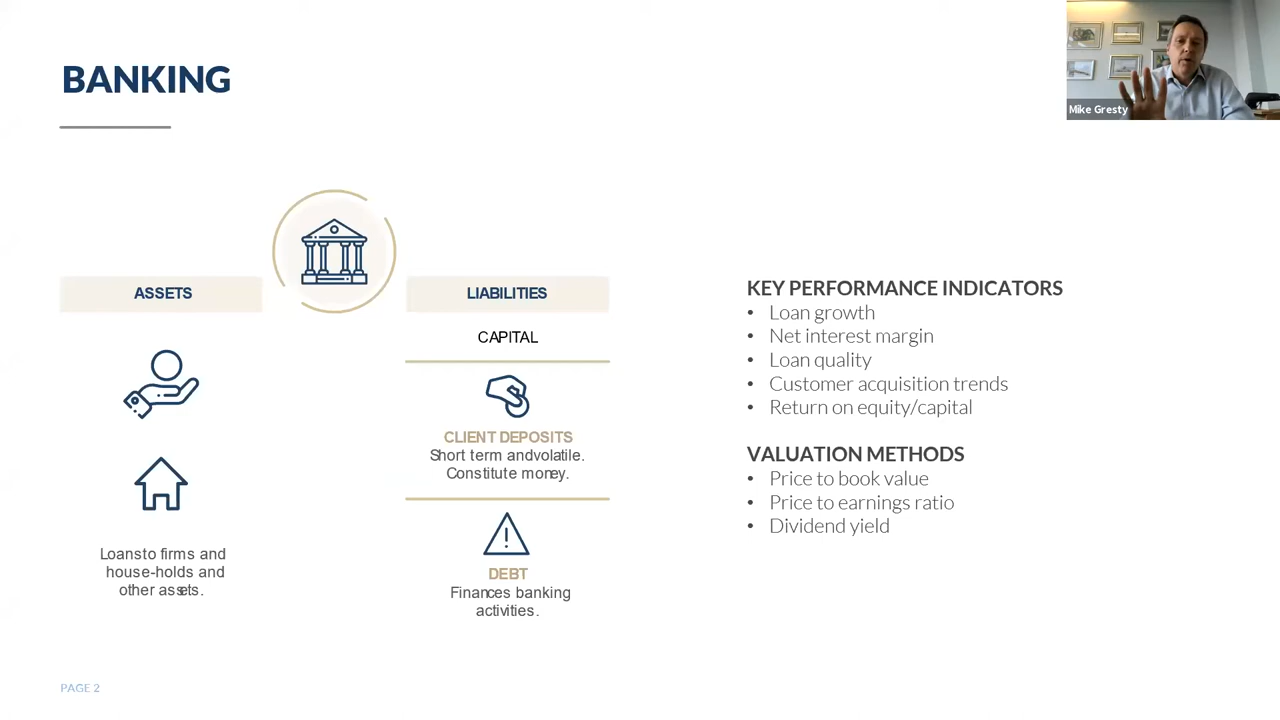 BANKING
Mike Gresty
ASSETS
Loansto firms and
house-holds and
other assets.
LIABILITIES
CAPITAL
CLIENT DEPOSITS
Short term andvolatile.
Constitute money.
DEBT
Finances banking
activities.
KEY PERFORMANCE INDICATORS
• Loan growth
• Net interest margin
• Loan quality
• Customer acquisition trends
• Return on equity/capital
VALUATION METHODS
• Price to book value
• Price to earnings ratio
• Dividend yield
PAGE 2